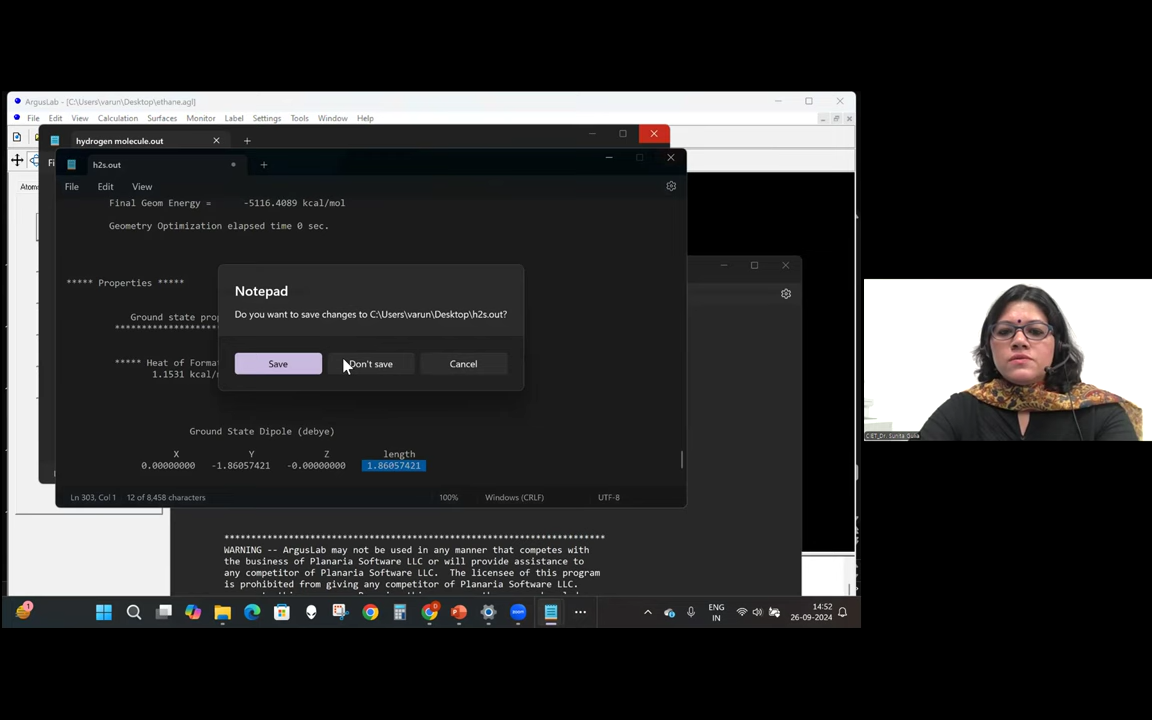 ArgusLab - [C:\Users\varun\Desktop\ethane.agl]
File Edit View Calculation Surfaces Monitor Label Settings Tools Window Help
hydrogen molecule.out
h2s.out
File Edit View
Final Geom Energy = -5116.4089 kcal/mol
Geometry Optimization elapsed time 0 sec.
***** Properties *****
Notepad
Do you want to save changes to C:\Users\varun\Desktop\h2s.out?
Save Don't save Cancel
Ground state prop
***** Heat of Forma
1.1531 kcal/
Ground State Dipole (debye)
X Y Z length
0.00000000 -1.86057421 -0.00000000 1.86057421
Ln 303, Col 1 12 of 8,458 characters 100% Windows (CRLF) UTF-8
WARNING -- ArgusLab may not be used in any manner that competes with
the business of Planaria Software LLC or will provide assistance to
any competitor of Planaria Software LLC. The licensee of this program
is prohibited from giving any competitor of Planaria Software LLC.
ENG
IN
14:52
26-09-2024
CIET_Dr. Sunita Gulia